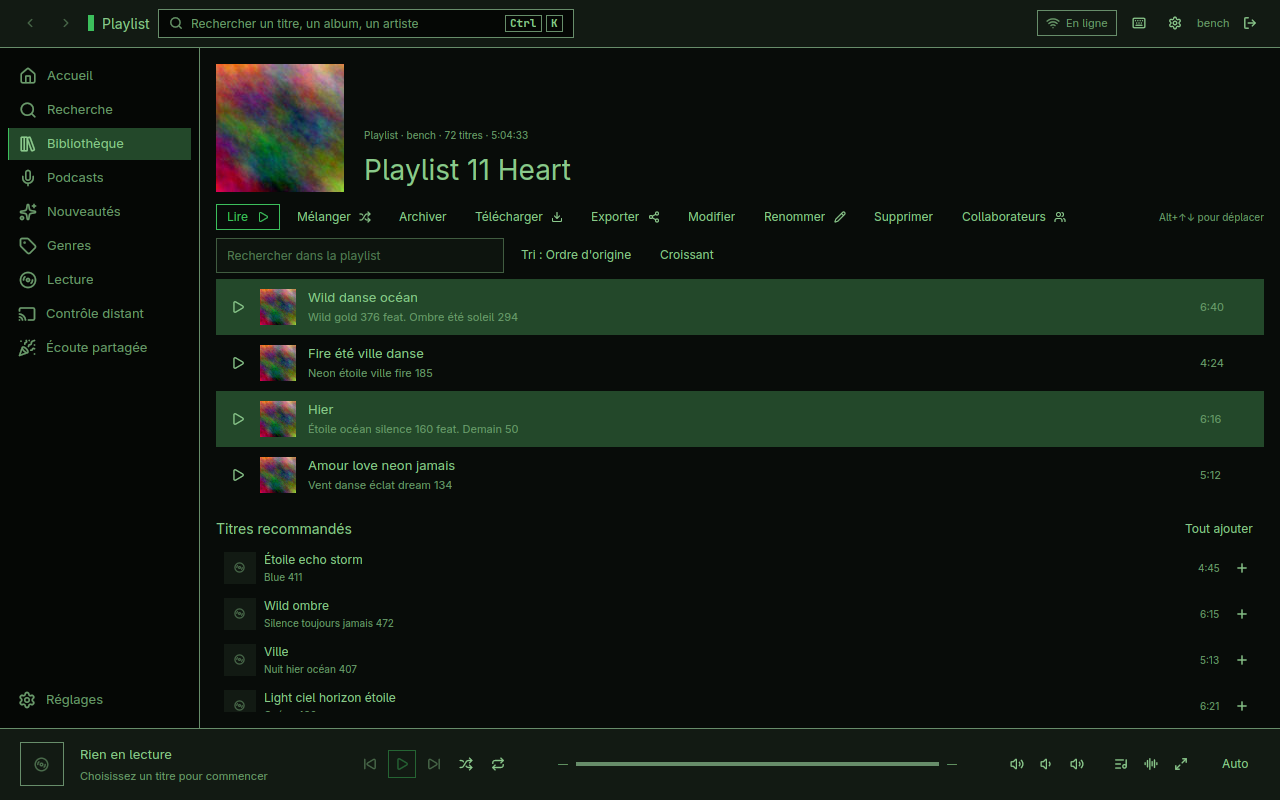 Playlist
Rechercher un titre, un album, un artiste
Ctrl K
En ligne
bench
Accueil
Recherche
Bibliothèque
Podcasts
Nouveautés
Genres
Lecture
Contrôle distant
Écoute partagée
Réglages
Playlist · bench · 72 titres · 5:04:33
Playlist 11 Heart
Lire
Mélanger
Archiver
Télécharger
Exporter
Modifier
Renommer
Supprimer
Collaborateurs
Alt+↑↓ pour déplacer
Rechercher dans la playlist
Tri : Ordre d'origine
Croissant
Wild danse océan
Wild gold 376 feat. Ombre été soleil 294
6:40
Fire été ville danse
Neon étoile ville fire 185
4:24
Hier
Étoile océan silence 160 feat. Demain 50
6:16
Amour love neon jamais
Vent danse éclat dream 134
5:12
Titres recommandés
Tout ajouter
Étoile echo storm
Blue 411
4:45
Wild ombre
Silence toujours jamais 472
6:15
Ville
Nuit hier océan 407
5:13
Light ciel horizon étoile
6:21
Rien en lecture
Choisissez un titre pour commencer
Auto